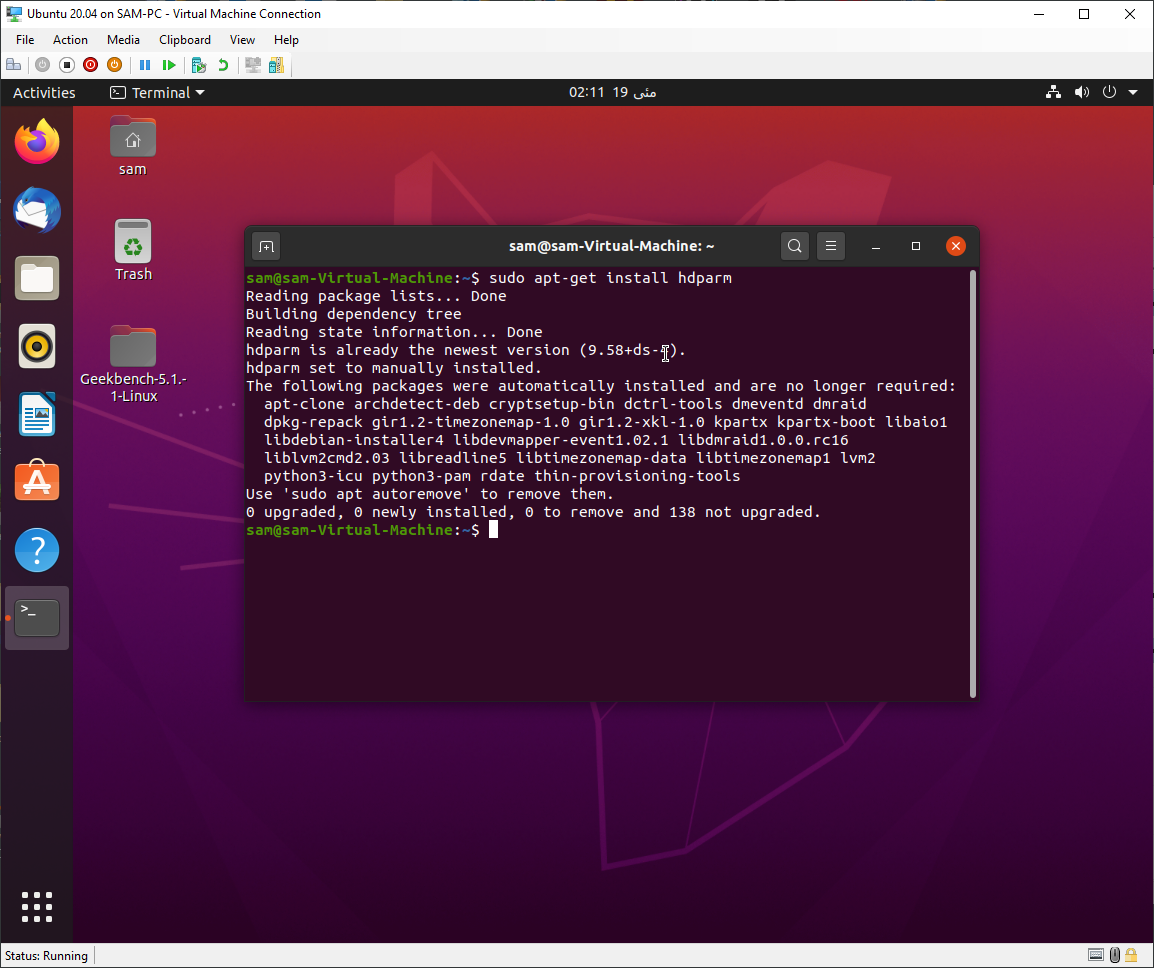 Ubuntu 20.04 on SAM-PC - Virtual Machine Connection
File Action Media Clipboard View Help
Activities
Terminal
02:11 19 مئی
sam
Trash
Geekbench-5.1.-
1-Linux
sam@sam-Virtual-Machine: ~
sam@sam-Virtual-Machine:~$ sudo apt-get install hdparm
Reading package lists... Done
Building dependency tree
Reading state information... Done
hdparm is already the newest version
hdparm set to manually installed.
The following packages were automatically installed and are no longer required:
apt-clone archdetect-deb cryptsetup-bin dctrl-tools dmeventd dmraid
dpkg-repack gir1.2-timezonemap-1.0 gir1.2-xkl-1.0 kpartx kpartx-boot libaio1
libdebian-installer4 libdevmapper-event1.02.1 libdmraid1.0.0.rc16
liblvm2cmd2.03 libreadline5 libtimezonemap-data libtimezonemap1 lvm2
python3-icu python3-pam rdate thin-provisioning-tools
Use 'sudo apt autoremove' to remove them.
0 upgraded, 0 newly installed, 0 to remove and 138 not upgraded.
sam@sam-Virtual-Machine:~$
Status: Running